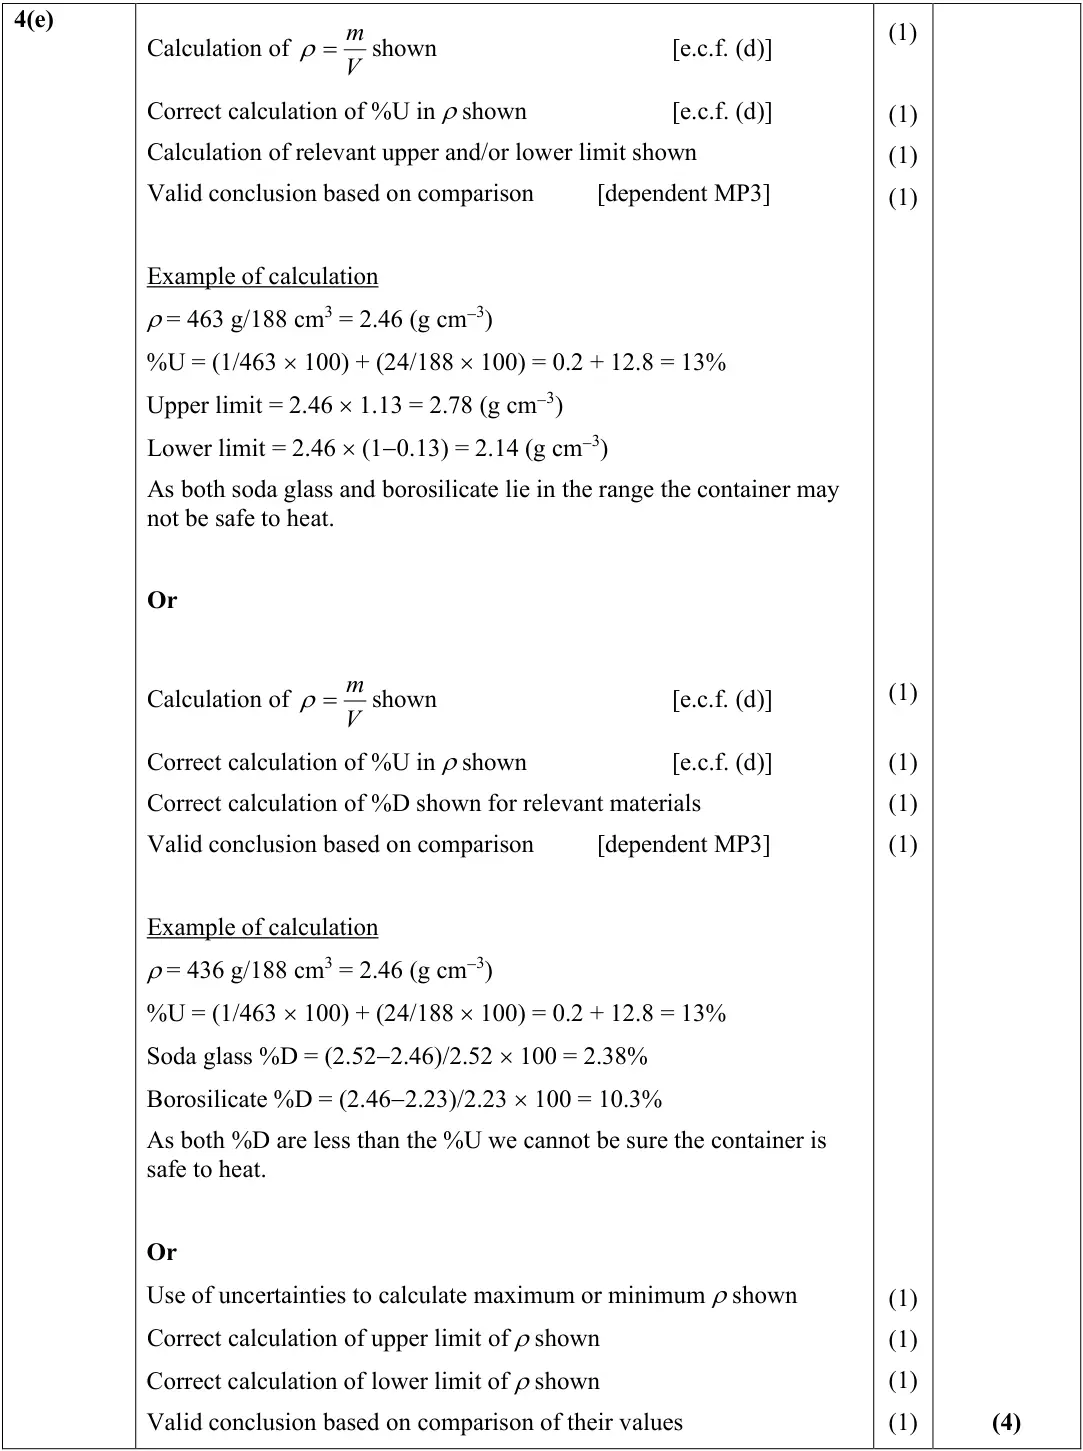 4(e)
Calculation of ρ = m/V shown [e.c.f. (d)] (1)
Correct calculation of %U in ρ shown [e.c.f. (d)] (1)
Calculation of relevant upper and/or lower limit shown (1)
Valid conclusion based on comparison [dependent MP3] (1)
Example of calculation
ρ = 463 g/188 cm³ = 2.46 (g cm⁻³)
%U = (1/463 × 100) + (24/188 × 100) = 0.2 + 12.8 = 13%
Upper limit = 2.46 × 1.13 = 2.78 (g cm⁻³)
Lower limit = 2.46 × (1−0.13) = 2.14 (g cm⁻³)
As both soda glass and borosilicate lie in the range the container may
not be safe to heat.
Or
Calculation of ρ = m/V shown [e.c.f. (d)] (1)
Correct calculation of %U in ρ shown [e.c.f. (d)] (1)
Correct calculation of %D shown for relevant materials (1)
Valid conclusion based on comparison [dependent MP3] (1)
Example of calculation
ρ = 436 g/188 cm³ = 2.46 (g cm⁻³)
%U = (1/463 × 100) + (24/188 × 100) = 0.2 + 12.8 = 13%
Soda glass %D = (2.52−2.46)/2.52 × 100 = 2.38%
Borosilicate %D = (2.46−2.23)/2.23 × 100 = 10.3%
As both %D are less than the %U we cannot be sure the container is
safe to heat.
Or
Use of uncertainties to calculate maximum or minimum ρ shown (1)
Correct calculation of upper limit of ρ shown (1)
Correct calculation of lower limit of ρ shown (1)
Valid conclusion based on comparison of their values (1) (4)